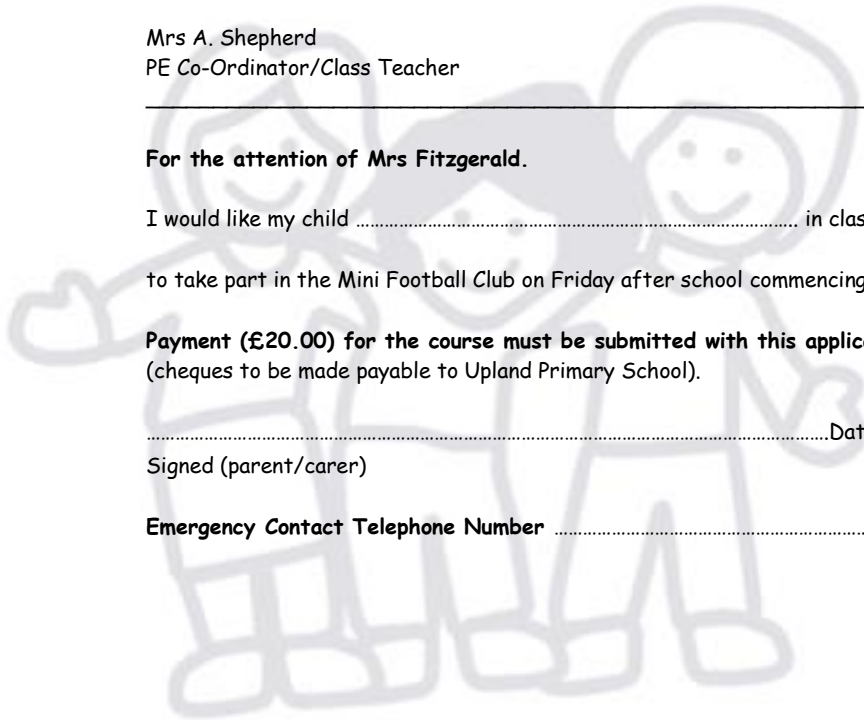 Mrs A. Shepherd
PE Co-Ordinator/Class Teacher
For the attention of Mrs Fitzgerald.
I would like my child …………………………………………………………………….. in clas
to take part in the Mini Football Club on Friday after school commencing
Payment (£20.00) for the course must be submitted with this applic
(cheques to be made payable to Upland Primary School).
……………………………………………………………………………………………………………Dat
Signed (parent/carer)
Emergency Contact Telephone Number ………………………………………………